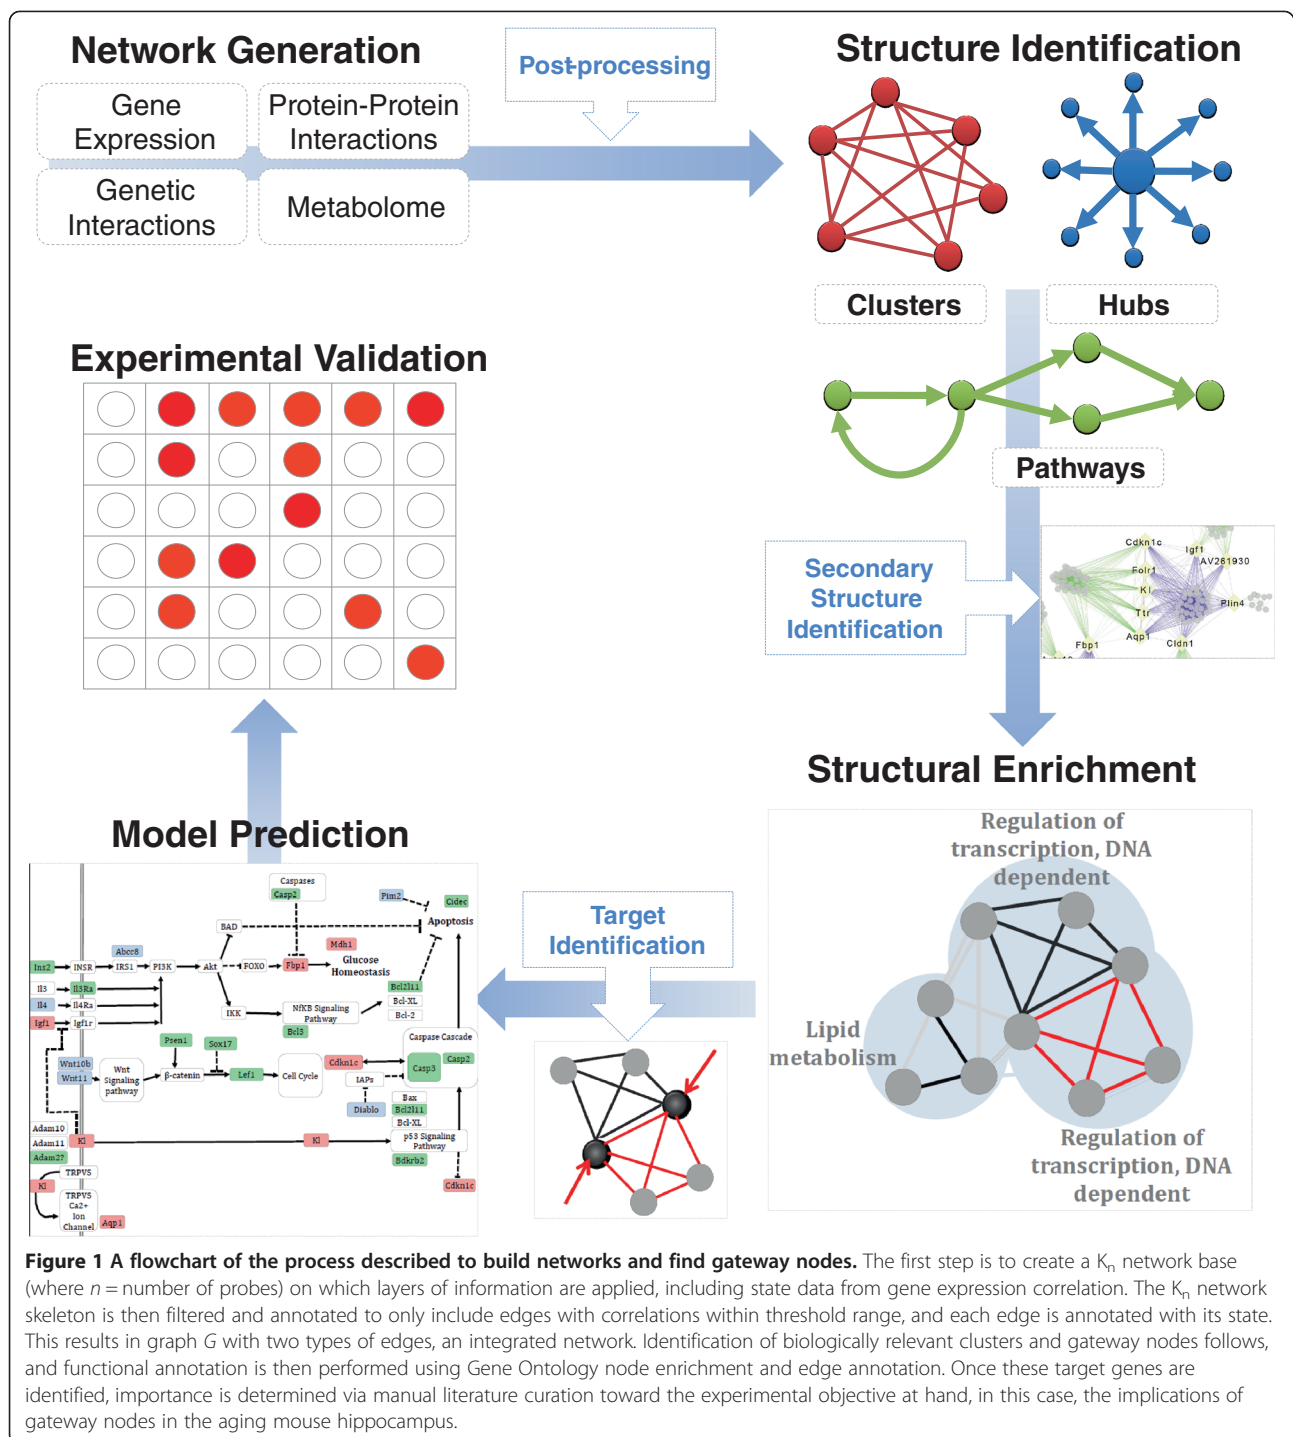 Network Generation
Post-processing
Structure Identification
Gene
Expression
Protein-Protein
Interactions
Genetic
Interactions
Metabolome
Clusters
Hubs
Pathways
Experimental Validation
Secondary
Structure
Identification
Cdkn1c
Igf1
AV261930
Folr1
Kl
Ttr
Plin4
Aqp1
Fbp1
Cldn1
Structural Enrichment
Regulation of
transcription, DNA
dependent
Lipid
metabolism
Regulation of
transcription, DNA
dependent
Target
Identification
Model Prediction
Caspases
Casp2
Pim2
Cidec
Apoptosis
BAD
Mdh1
Abcc8
Ins2
INSR
IRS1
PI3K
Akt
FOXO
Fbp1
Glucose
Homeostasis
Il3
Il3Ra
Bcl2l11
Bcl-XL
Bcl-2
Il4
Il4Ra
IKK
NfKB Signaling
Pathway
Bcl3
Igf1
Igf1r
Psen1
Sox17
Caspase Cascade
Casp2
Casp3
Wnt10b
Wnt11
Wnt
Signaling
pathway
β-catenin
Lef1
Cell Cycle
Cdkn1c
IAPs
Diablo
Bax
Bcl2l11
Bcl-XL
Adam10
Adam11
Kl
Kl
p53 Signaling
Pathway
Bdkrb2
Cdkn1c
TRPV5
Kl
TRPV5
Ca2+
Ion
Channel
Aqp1
Figure 1 A flowchart of the process described to build networks and find gateway nodes. The first step is to create a Kn network base
(where n = number of probes) on which layers of information are applied, including state data from gene expression correlation. The Kn network
skeleton is then filtered and annotated to only include edges with correlations within threshold range, and each edge is annotated with its state.
This results in graph G with two types of edges, an integrated network. Identification of biologically relevant clusters and gateway nodes follows,
and functional annotation is then performed using Gene Ontology node enrichment and edge annotation. Once these target genes are
identified, importance is determined via manual literature curation toward the experimental objective at hand, in this case, the implications of
gateway nodes in the aging mouse hippocampus.